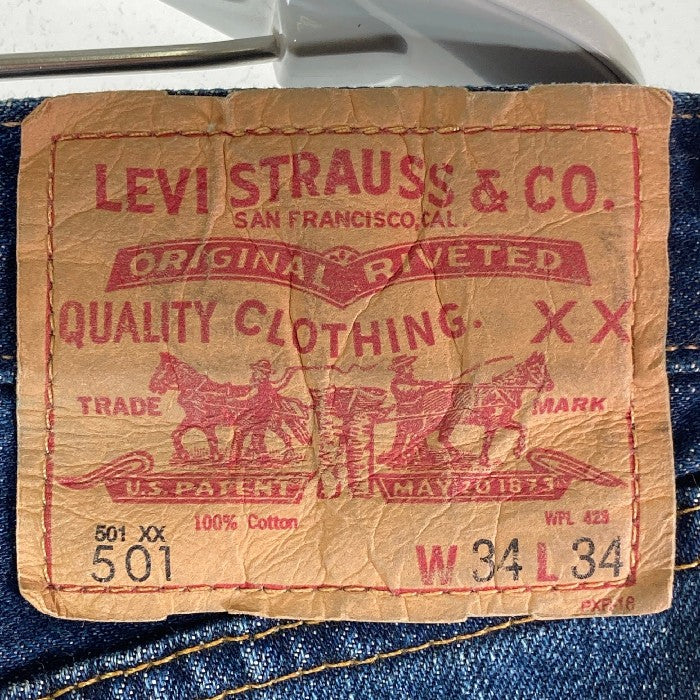 LEVI STRAUSS & CO.
SAN FRANCISCO, CAL.
ORIGINAL RIVETED
QUALITY CLOTHING. XX
TRADE MARK
U.S. PATENT MAY 20 1873
100% Cotton WPL 423
501 XX
501 W 34 L 34